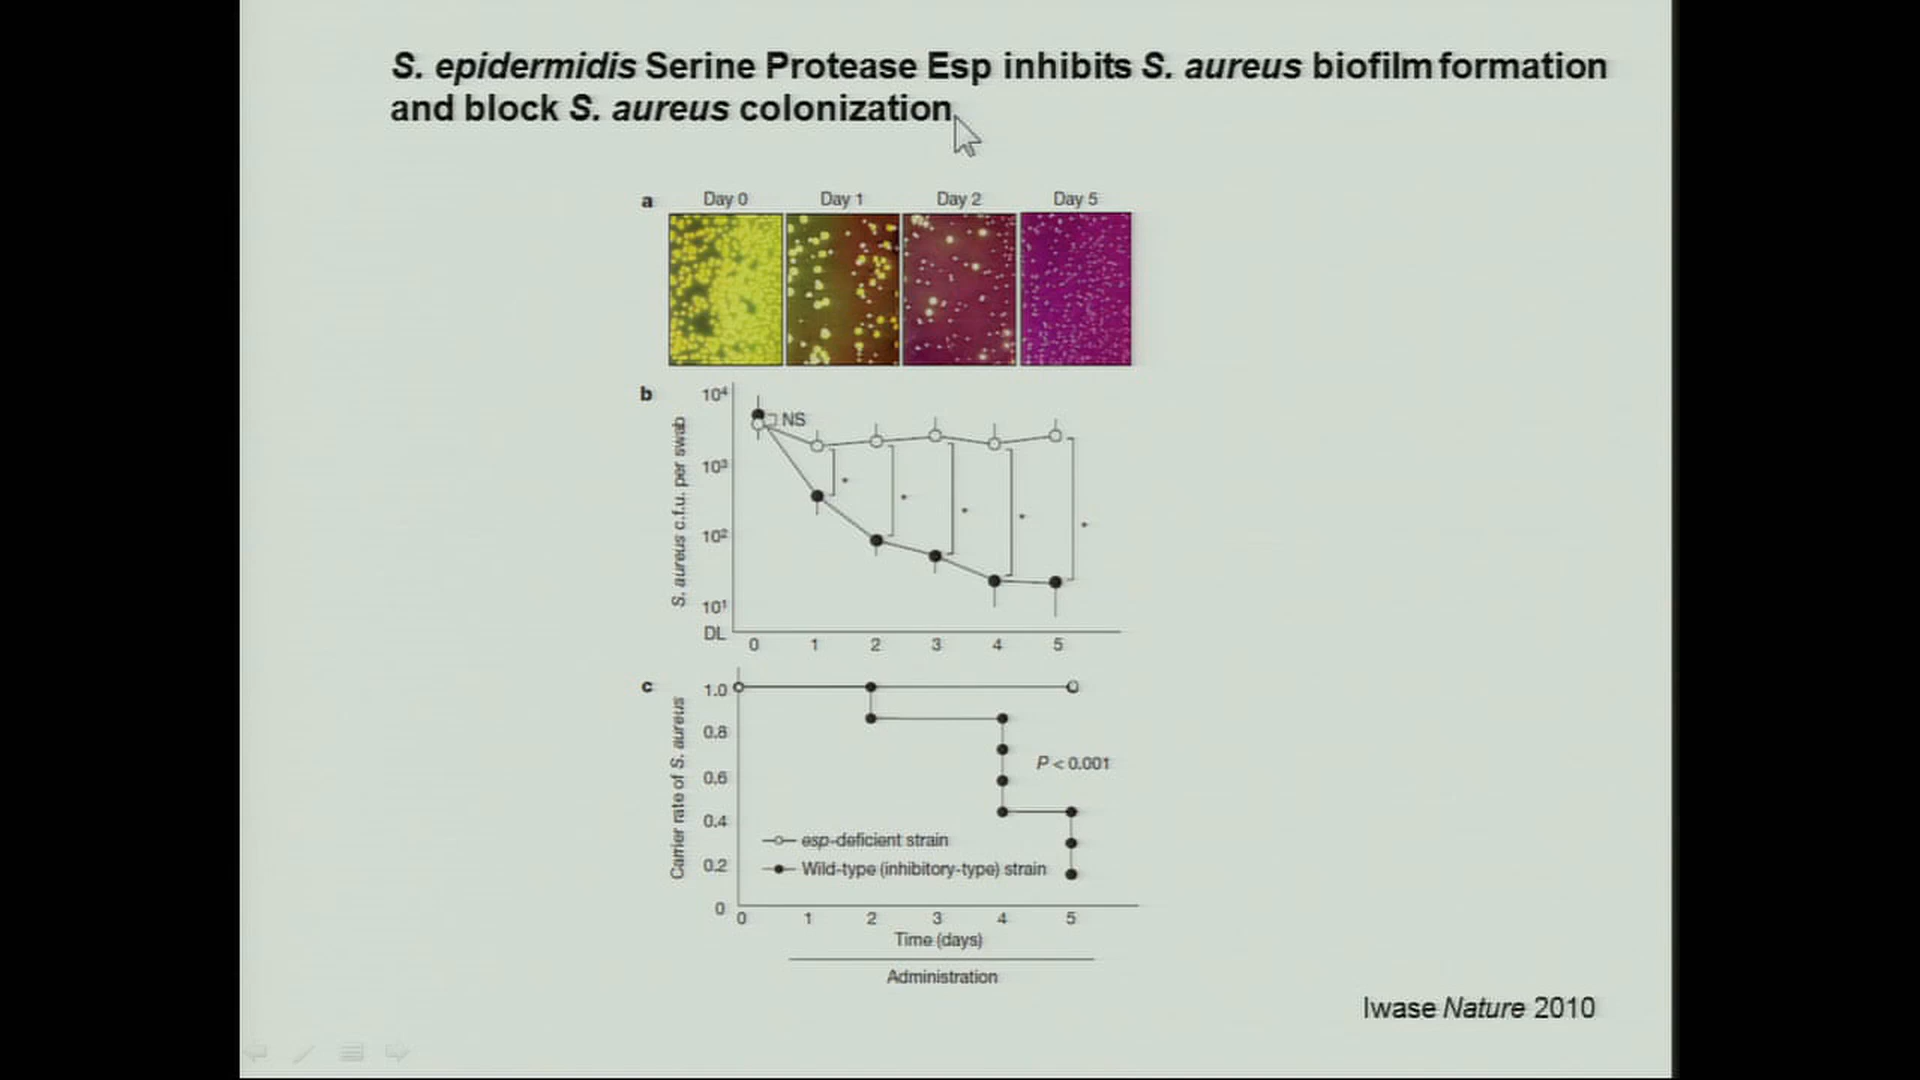 S. epidermidis Serine Protease Esp inhibits S. aureus biofilm formation
and block S. aureus colonization
a
Day 0
Day 1
Day 2
Day 5
b
S. aureus c.f.u. per swab
10⁴
10³
10²
10¹
DL
NS
*
*
*
*
*
0 1 2 3 4 5
c
Carrier rate of S. aureus
1.0
0.8
0.6
0.4
0.2
0
P < 0.001
esp-deficient strain
Wild-type (inhibitory-type) strain
0 1 2 3 4 5
Time (days)
Administration
Iwase Nature 2010